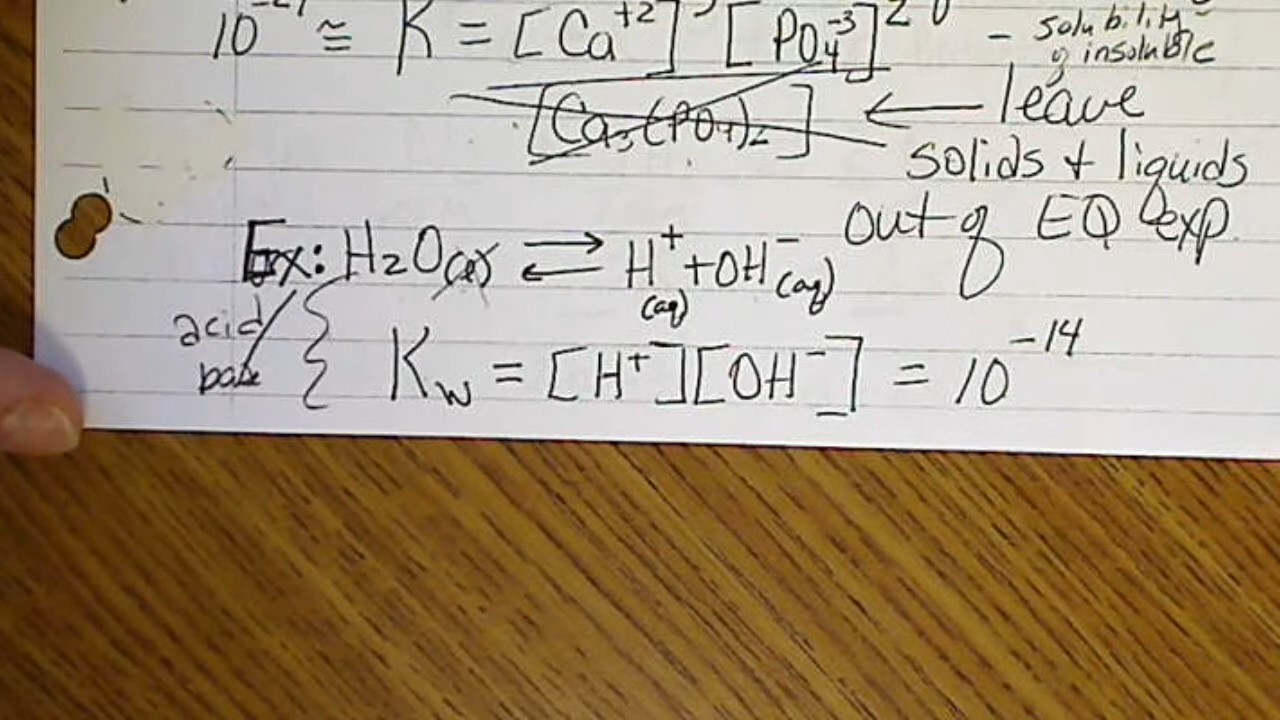 10 ≅ K = [Ca⁺²]³ [PO₄⁻³]² - solubility
of insoluble
[Ca₃(PO₄)₂] ← leave
solids + liquids
out of EQ exp.
Ex: H₂O(l) ⇌ H⁺(aq) + OH⁻(aq)
acid/
base { Kw = [H⁺][OH⁻] = 10⁻¹⁴